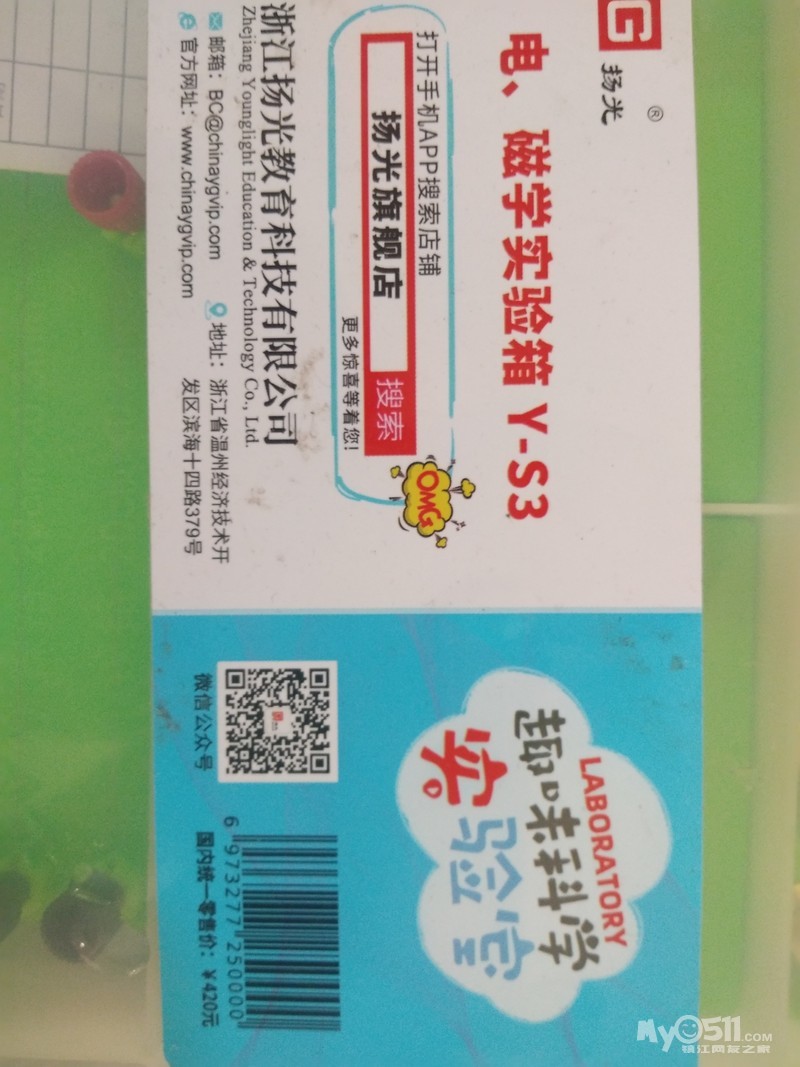 G
扬光®
电、磁学实验箱 Y-S3
打开手机APP搜索店铺
扬光旗舰店 搜索
更多惊喜等着您！
OMGs
浙江扬光教育科技有限公司
Zhejiang Younglight Education & Technology Co., Ltd.
邮箱：BC@chinaygvip.com
官方网址：www.chinaygvip.com
地址：浙江省温州经济技术开
发区滨海十四路379号
LABORATORY
趣味科学
实验室
微信公众号
6 973277 250000
国内统一零售价：￥420元
My0511.COM
镇江网友之家